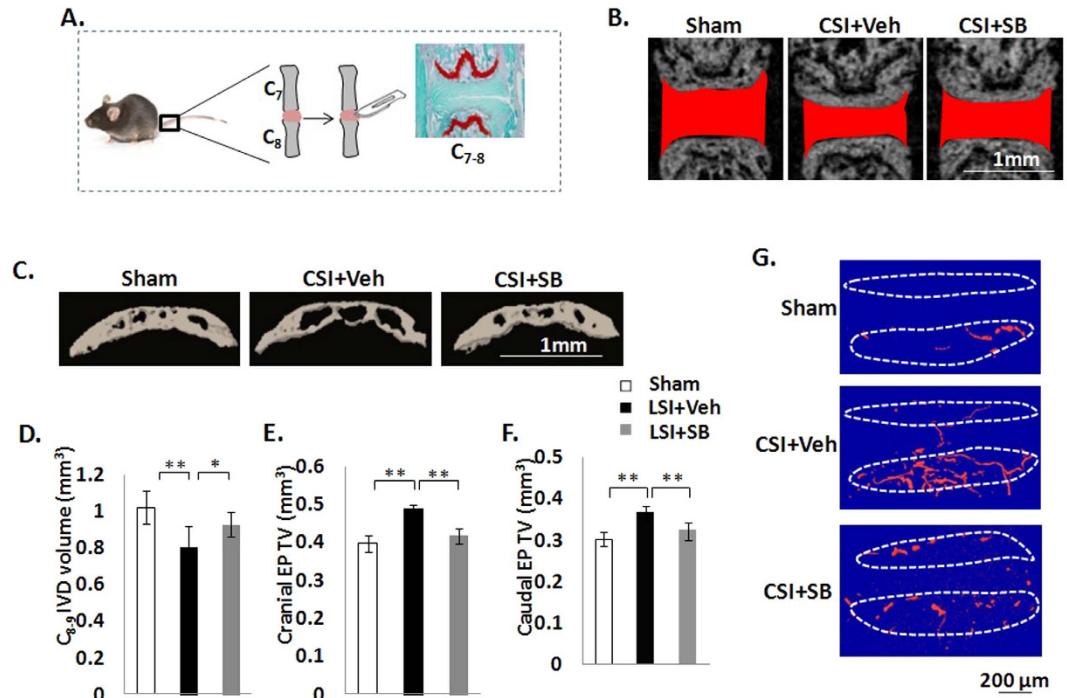 A.
C7
C8
C7-8
B.
Sham CSI+Veh CSI+SB
1mm
C.
Sham CSI+Veh CSI+SB
1mm
Sham
LSI+Veh
LSI+SB
D.
C8-9 IVD volume (mm3)
1.2
1
0.8
0.6
0.4
0.2
0
** *
E.
Cranial EP TV (mm3)
0.6
0.5
0.4
0.3
0.2
0.1
0
** **
F.
Caudal EP TV (mm3)
0.5
0.4
0.3
0.2
0.1
0
** **
G.
Sham
CSI+Veh
CSI+SB
200 µm